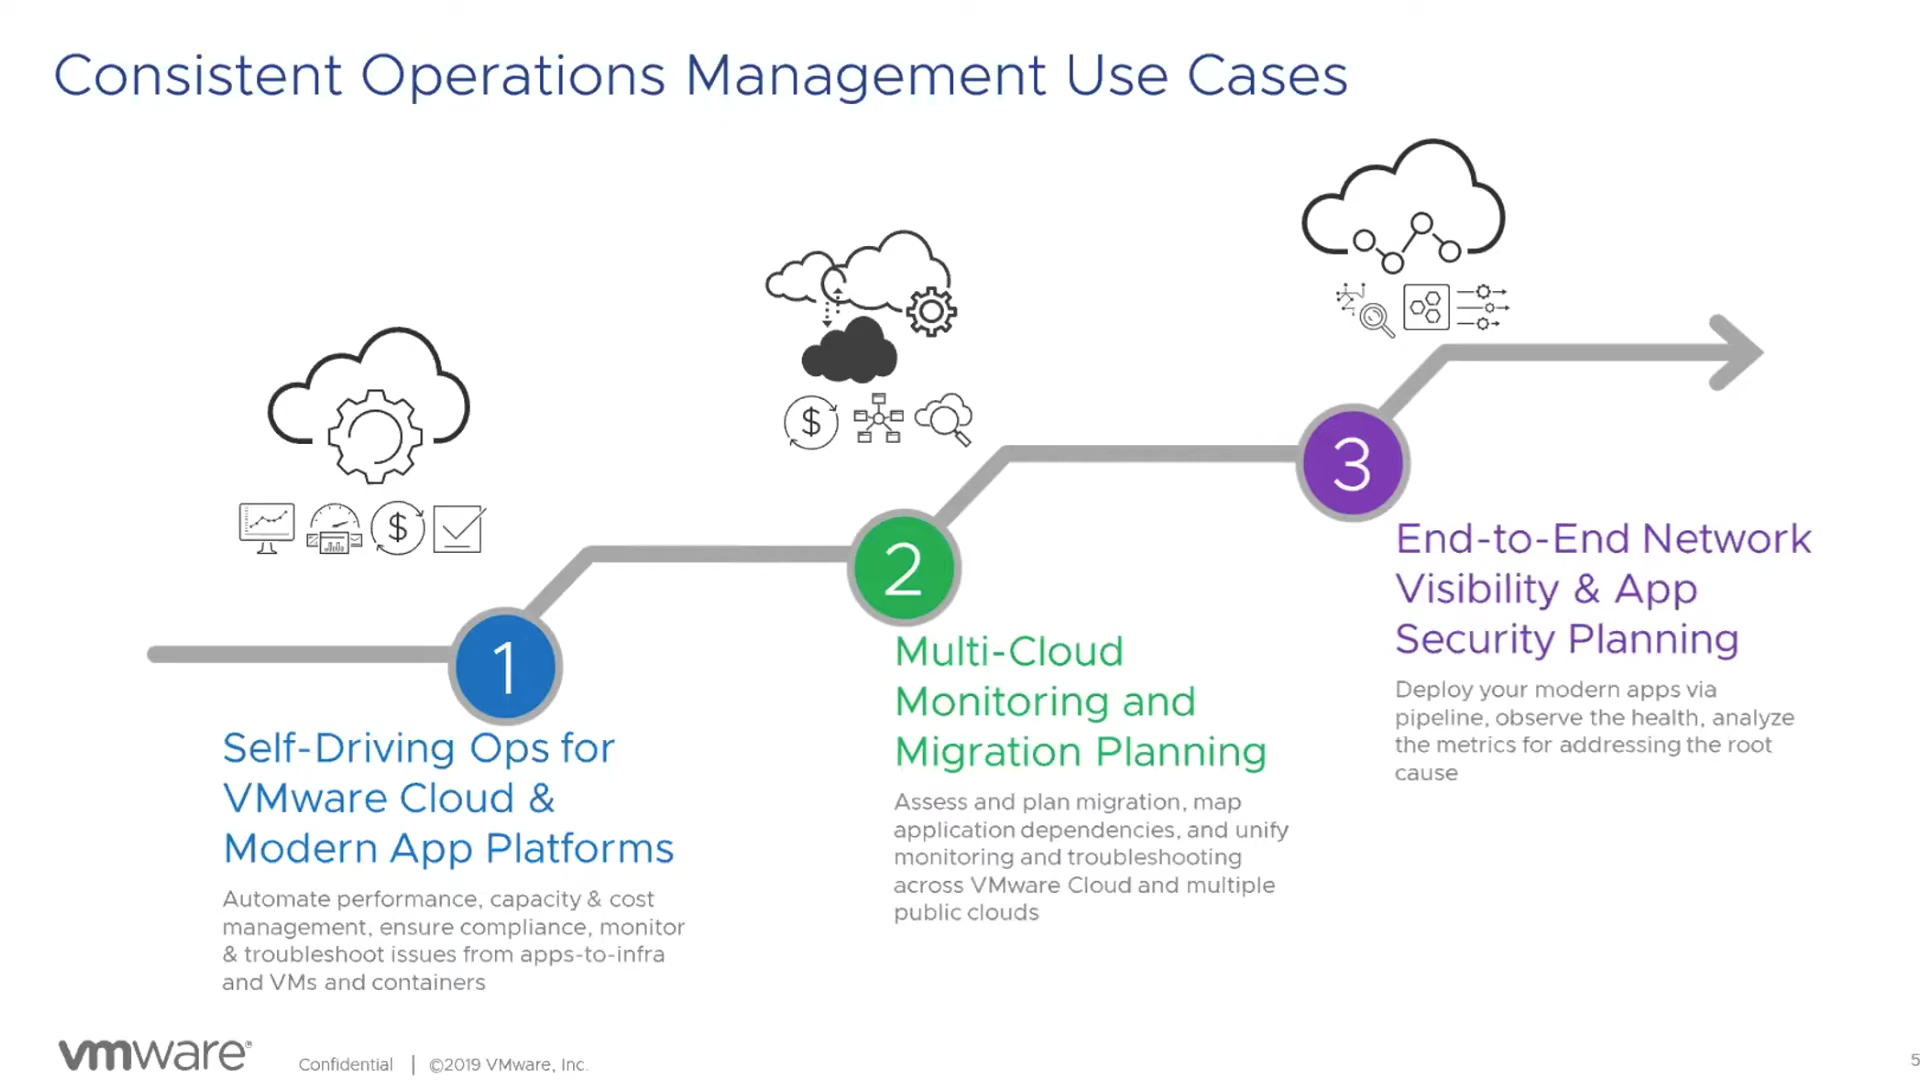 Consistent Operations Management Use Cases
$
$
1
2
3
Self-Driving Ops for
VMware Cloud &
Modern App Platforms
Automate performance, capacity & cost
management, ensure compliance, monitor
& troubleshoot issues from apps-to-infra
and VMs and containers
Multi-Cloud
Monitoring and
Migration Planning
Assess and plan migration, map
application dependencies, and unify
monitoring and troubleshooting
across VMware Cloud and multiple
public clouds
End-to-End Network
Visibility & App
Security Planning
Deploy your modern apps via
pipeline, observe the health, analyze
the metrics for addressing the root
cause
vmware®
Confidential | ©2019 VMware, Inc.
5